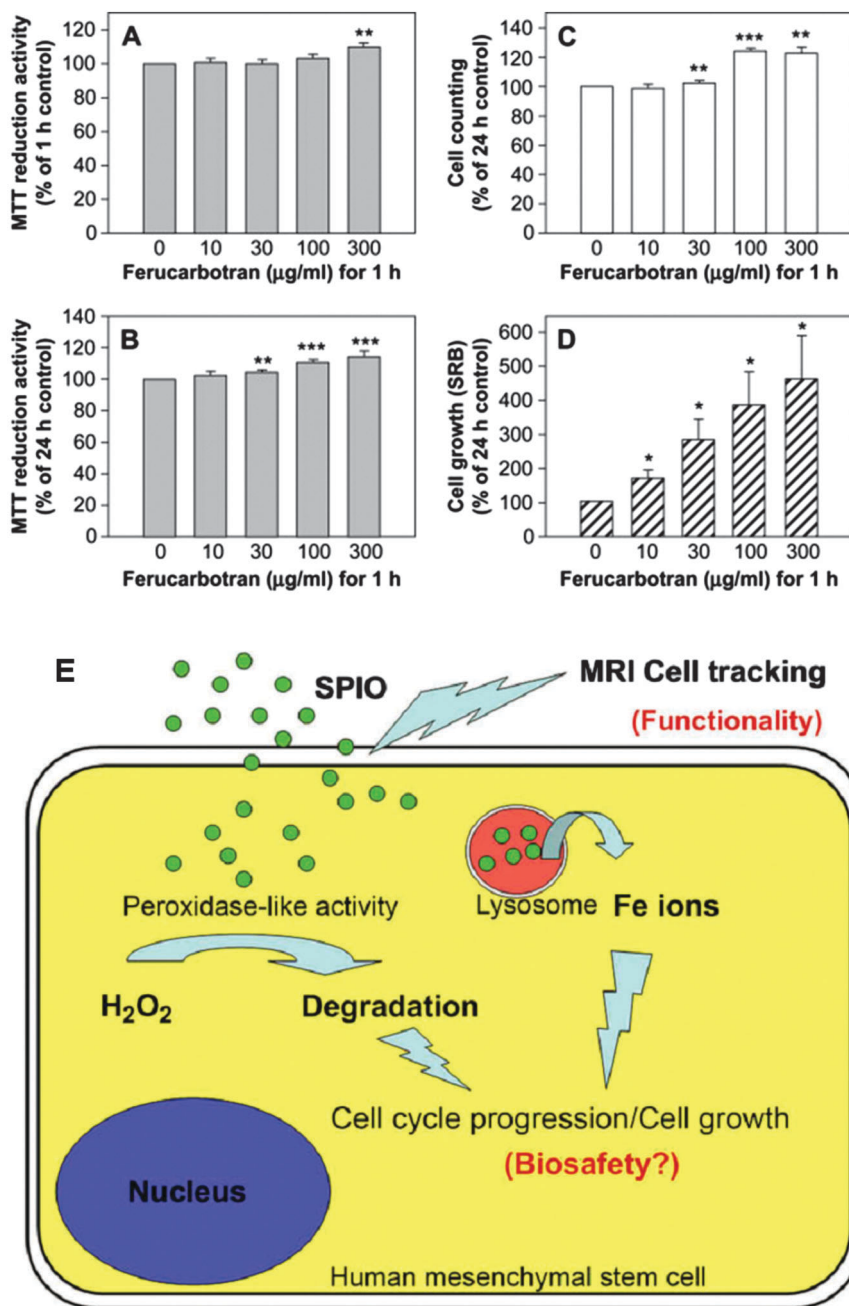 A
MTT reduction activity
(% of 1 h control)
120
100
80
60
40
20
0
**
0 10 30 100 300
Ferucarbotran (μg/ml) for 1 h
C
Cell counting
(% of 24 h control)
140
120
100
80
60
40
20
0
** *** **
0 10 30 100 300
Ferucarbotran (μg/ml) for 1 h
B
MTT reduction activity
(% of 24 h control)
140
120
100
80
60
40
20
0
** *** ***
0 10 30 100 300
Ferucarbotran (μg/ml) for 1 h
D
Cell growth (SRB)
(% of 24 h control)
600
500
400
300
200
100
0
* * * *
0 10 30 100 300
Ferucarbotran (μg/ml) for 1 h
E
SPIO
MRI Cell tracking
(Functionality)
Peroxidase-like activity
Lysosome Fe ions
H₂O₂ Degradation
Cell cycle progression/Cell growth
(Biosafety?)
Nucleus
Human mesenchymal stem cell